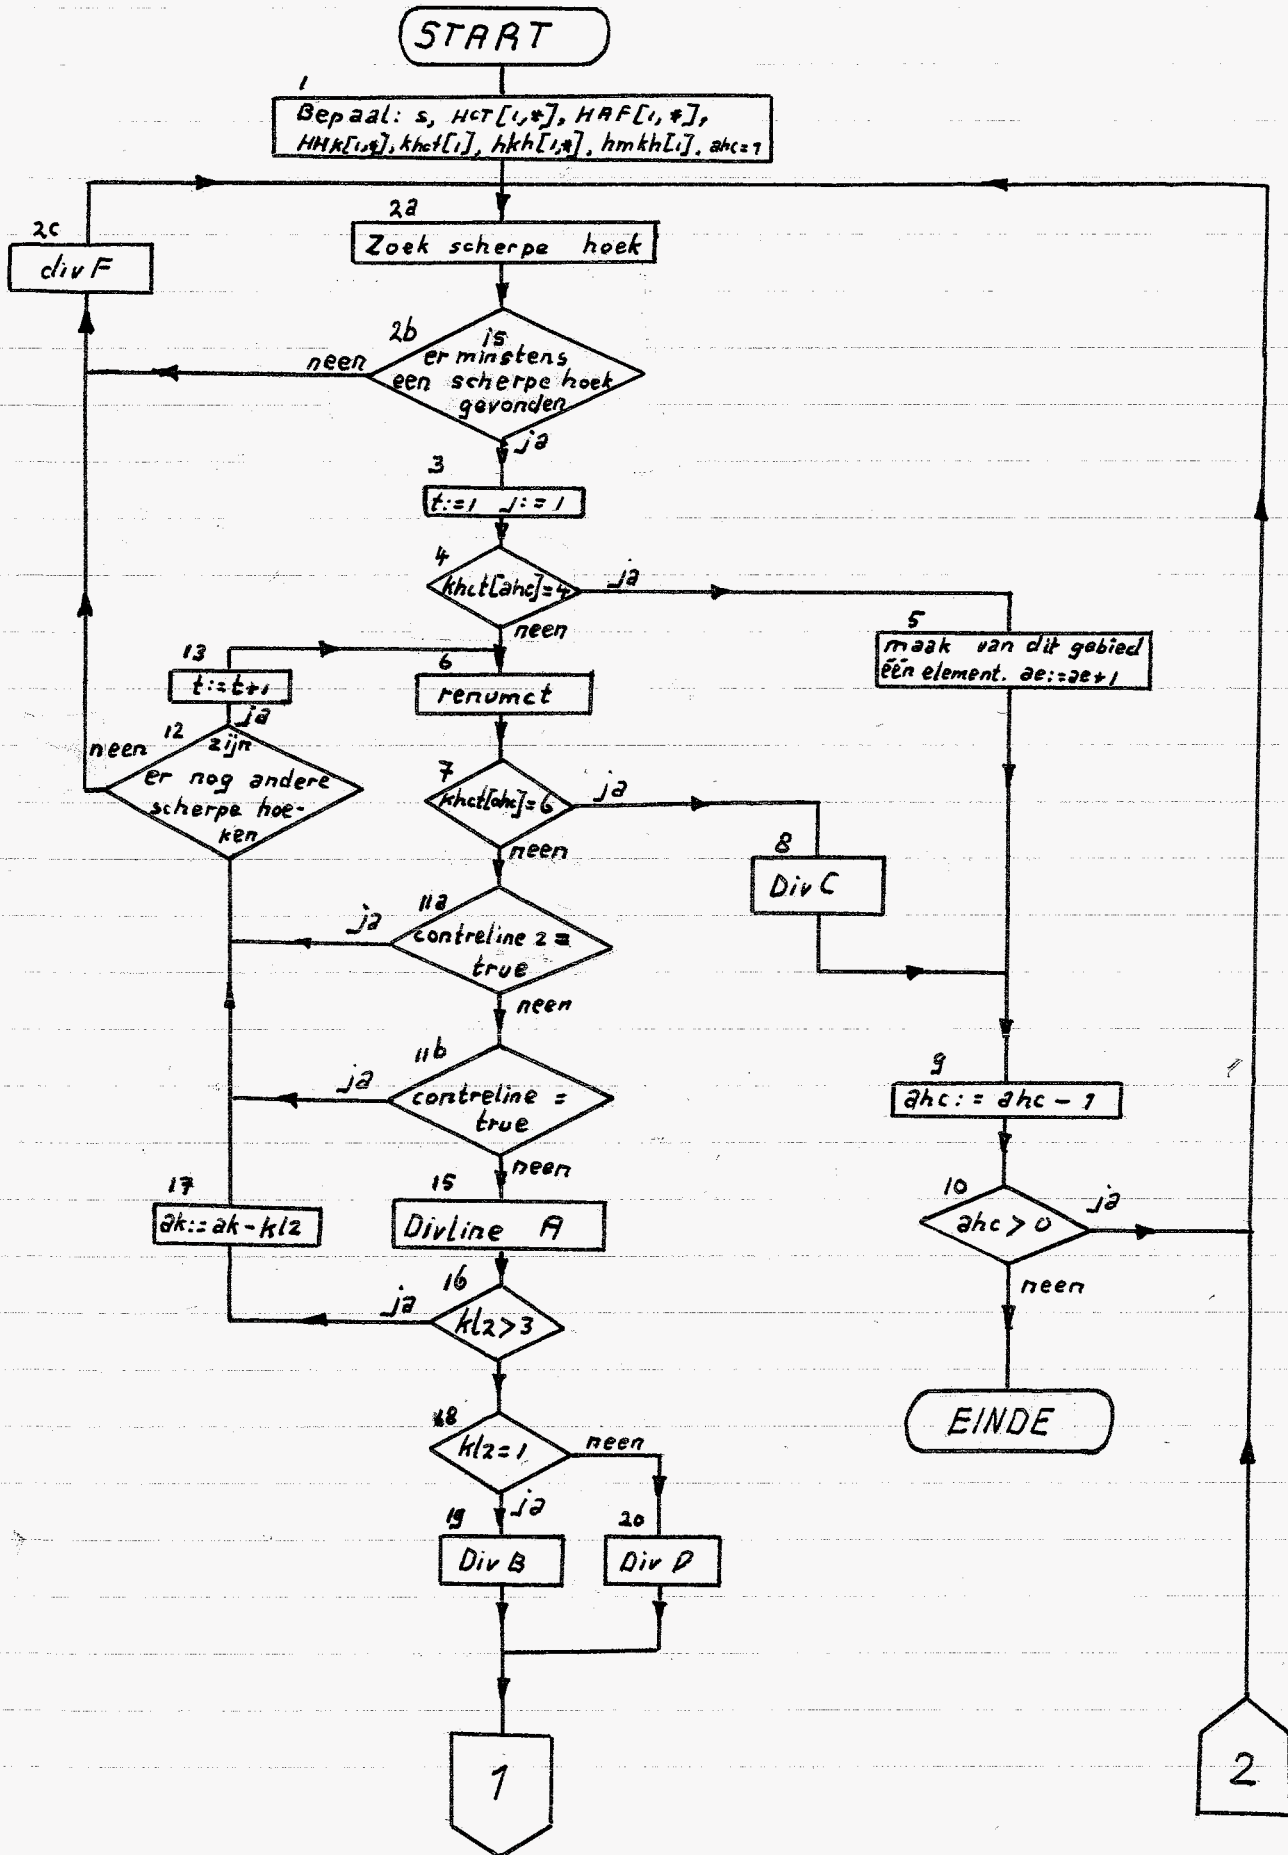 START
1
Bepaal: s, HCT[1,*], HAF[1,*],
HHK[1,*], khct[1], hkh[1,*], hmkh[1], ahc=1
2a
Zoek scherpe hoek
2c
divF
2b
is
er minstens
een scherpe hoek
gevonden
neen
ja
3
t:=1 j:=1
4
khct[ahc]=4
ja
neen
5
maak van dit gebied
één element. ae:=ae+1
13
t:=t+1
6
renumct
ja
12
neen
zijn
er nog andere
scherpe hoe-
ken
7
khct[ahc]=6
ja
neen
8
Div C
11a
ja
contreline 2 =
true
neen
11b
ja
contreline =
true
neen
9
ahc:= ahc - 1
17
ak:= ak - kl2
15
Divline A
10
ahc > 0
ja
neen
16
ja
kl2 > 3
EINDE
18
kl2 = 1
neen
ja
19
Div B
20
Div D
1
2